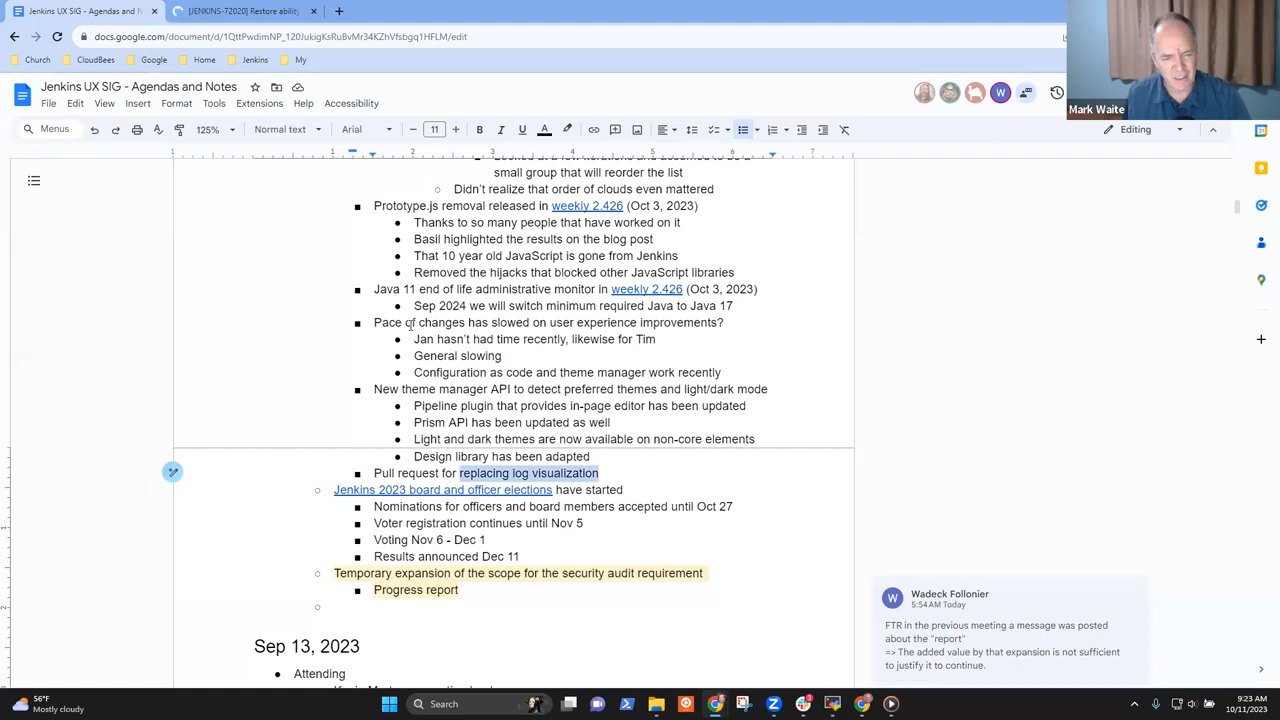 Jenkins UX SIG - Agendas and N
[JENKINS-72020] Restore ability
docs.google.com/document/d/1QttPwdimNP_120JukigKsRuBvMr34KZhVfsbgq1HFLM/edit
Church
CloudBees
Google
Home
Jenkins
My
Jenkins UX SIG - Agendas and Notes
File Edit View Insert Format Tools Extensions Help Accessibility
W
Mark Waite
Menus
125%
Normal text
Arial
11
B I U A
Editing
1 1 2 3 4 5 6 7
small group that will reorder the list
Didn't realize that order of clouds even mattered
Prototype.js removal released in weekly 2.426 (Oct 3, 2023)
Thanks to so many people that have worked on it
Basil highlighted the results on the blog post
That 10 year old JavaScript is gone from Jenkins
Removed the hijacks that blocked other JavaScript libraries
Java 11 end of life administrative monitor in weekly 2.426 (Oct 3, 2023)
Sep 2024 we will switch minimum required Java to Java 17
Pace of changes has slowed on user experience improvements?
Jan hasn't had time recently, likewise for Tim
General slowing
Configuration as code and theme manager work recently
New theme manager API to detect preferred themes and light/dark mode
Pipeline plugin that provides in-page editor has been updated
Prism API has been updated as well
Light and dark themes are now available on non-core elements
Design library has been adapted
Pull request for replacing log visualization
Jenkins 2023 board and officer elections have started
Nominations for officers and board members accepted until Oct 27
Voter registration continues until Nov 5
Voting Nov 6 - Dec 1
Results announced Dec 11
Temporary expansion of the scope for the security audit requirement
Progress report
W
Wadeck Follonier
5:54 AM Today
FTR in the previous meeting a message was posted
about the "report"
=> The added value by that expansion is not sufficient
to justify it to continue.
Sep 13, 2023
Attending
56°F
Mostly cloudy
Search
9:23 AM
10/11/2023